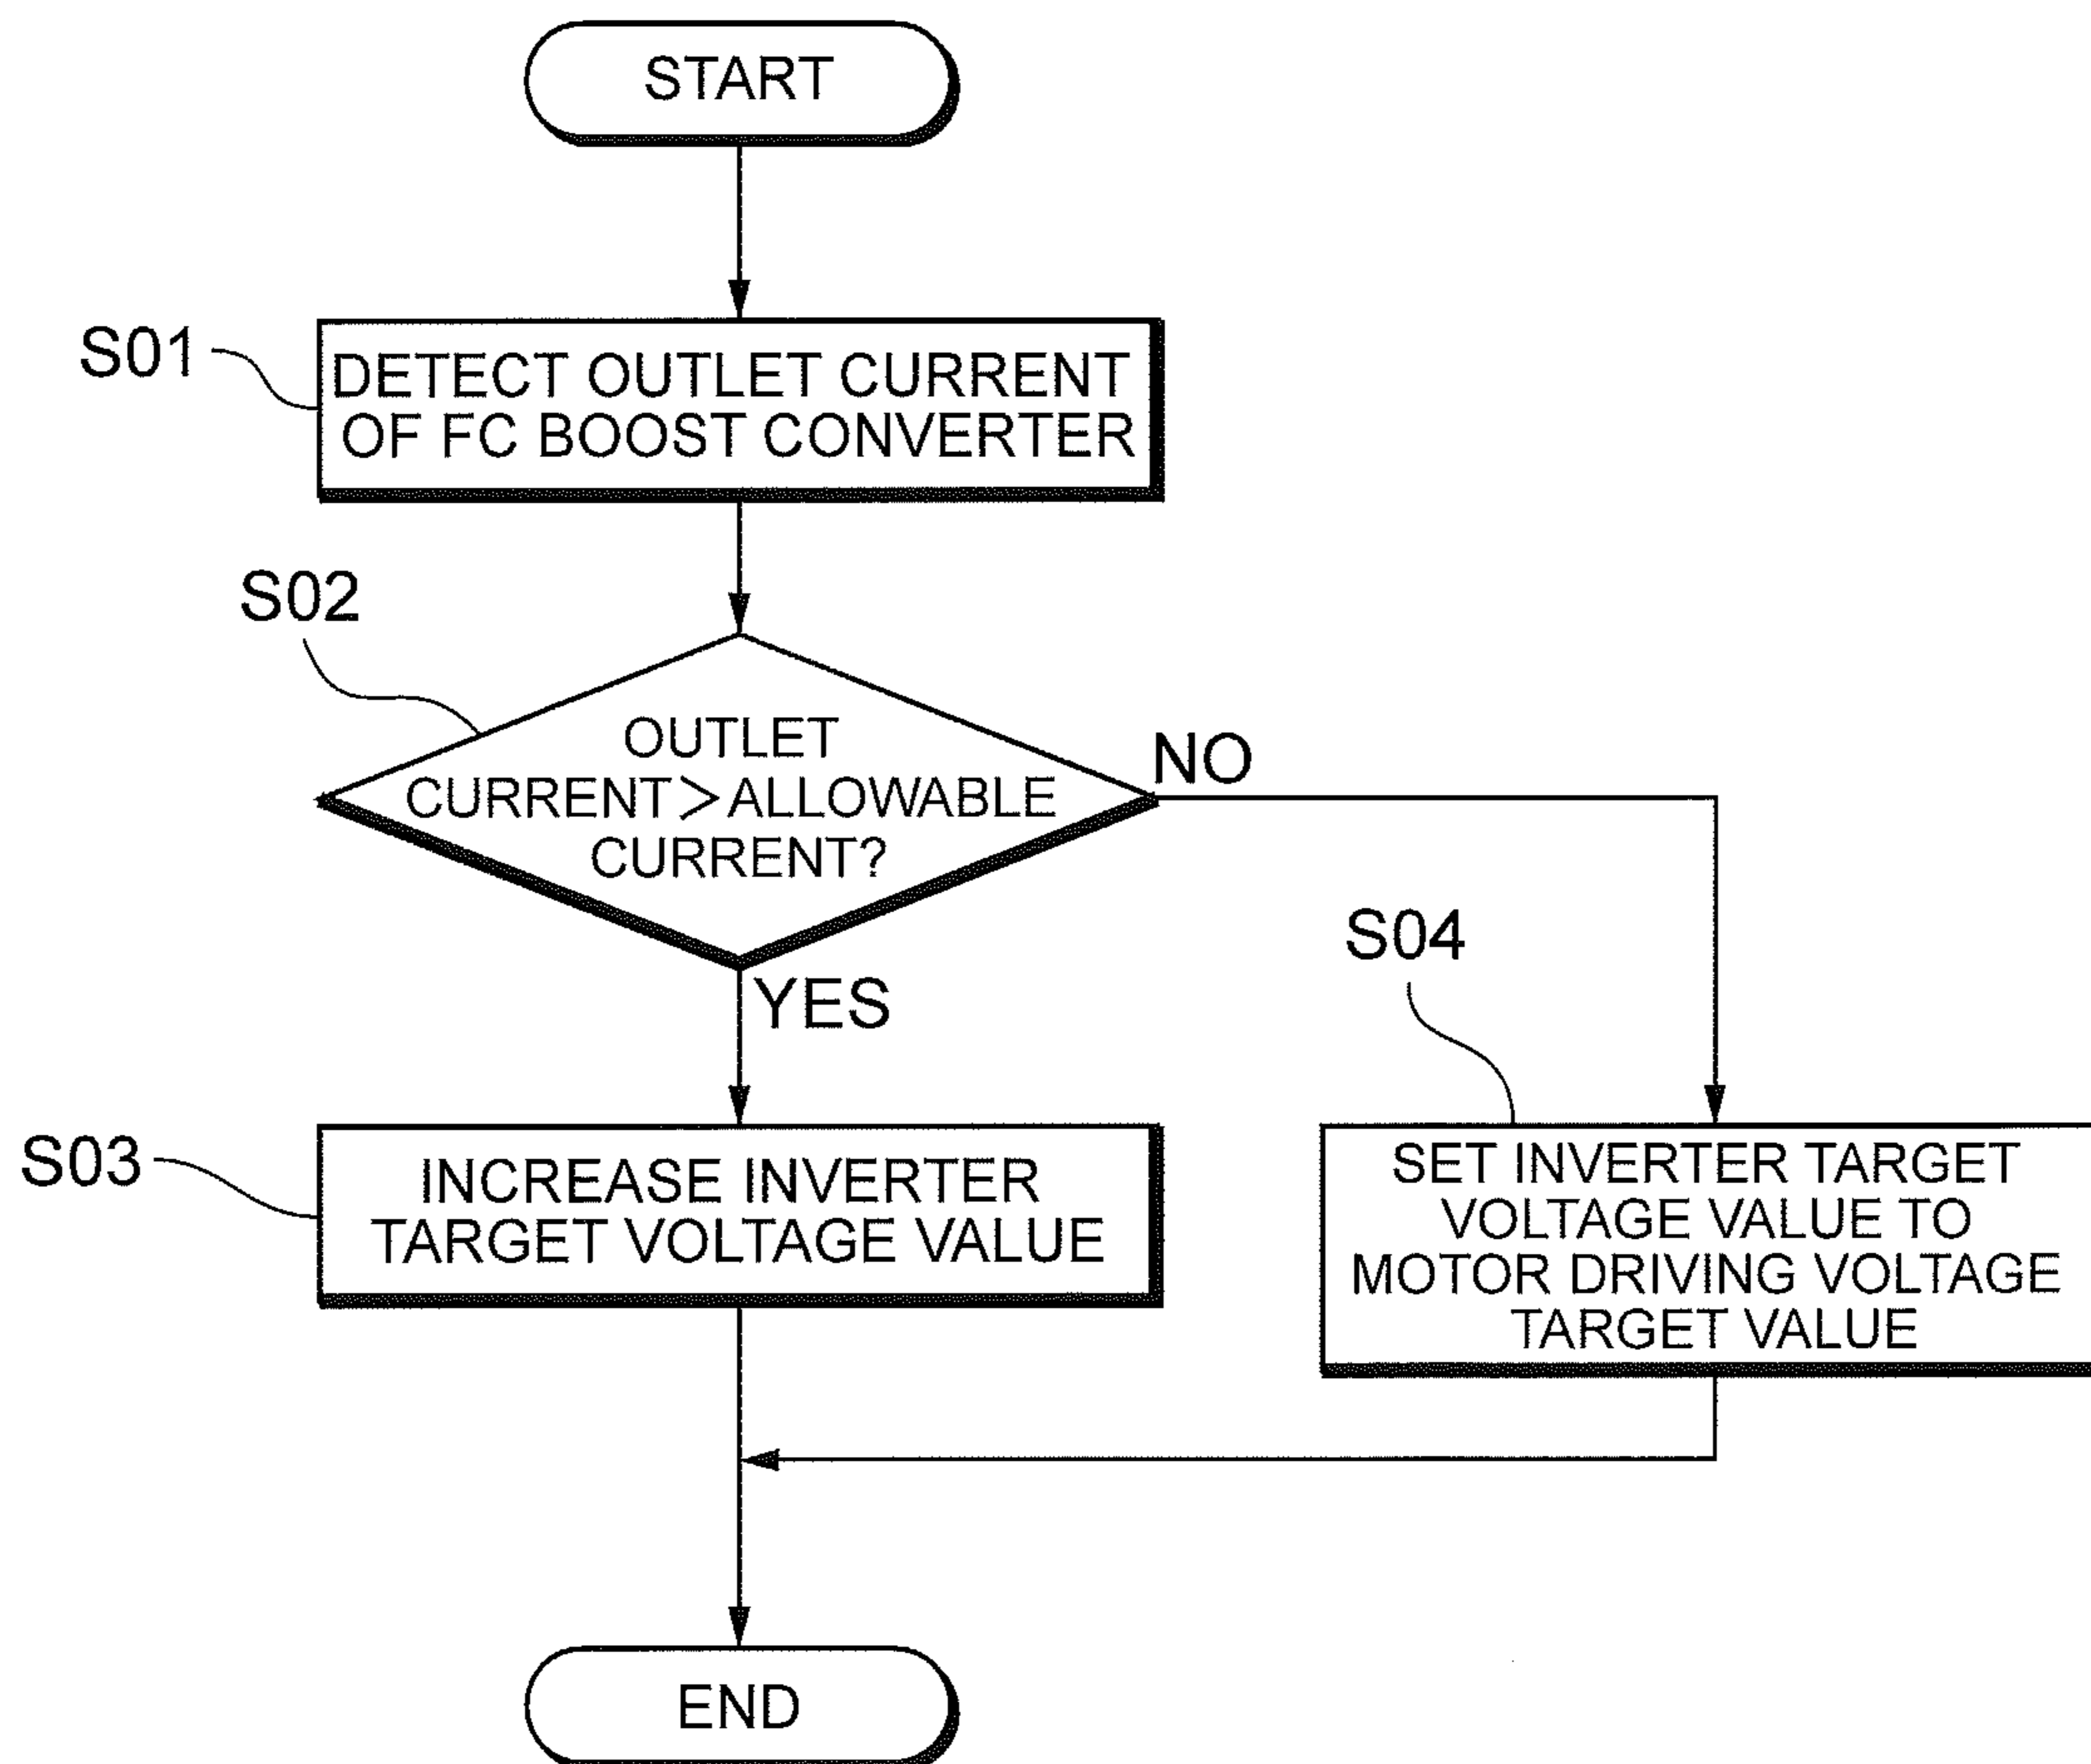 START
S01
DETECT OUTLET CURRENT
OF FC BOOST CONVERTER
S02
OUTLET
CURRENT>ALLOWABLE
CURRENT?
NO
YES
S03
INCREASE INVERTER
TARGET VOLTAGE VALUE
S04
SET INVERTER TARGET
VOLTAGE VALUE TO
MOTOR DRIVING VOLTAGE
TARGET VALUE
END